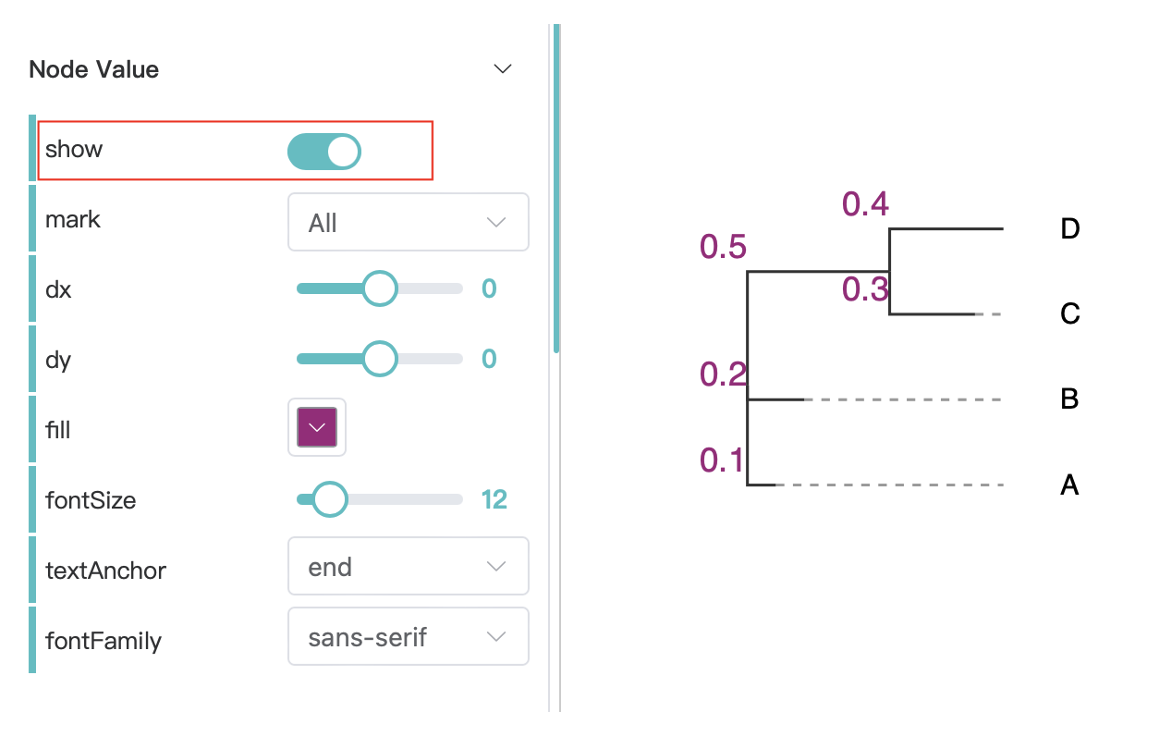 Node Value
show
mark All
dx 0
dy 0
fill
fontSize 12
textAnchor end
fontFamily sans-serif
0.4
D
0.5
0.3
C
0.2
B
0.1
A